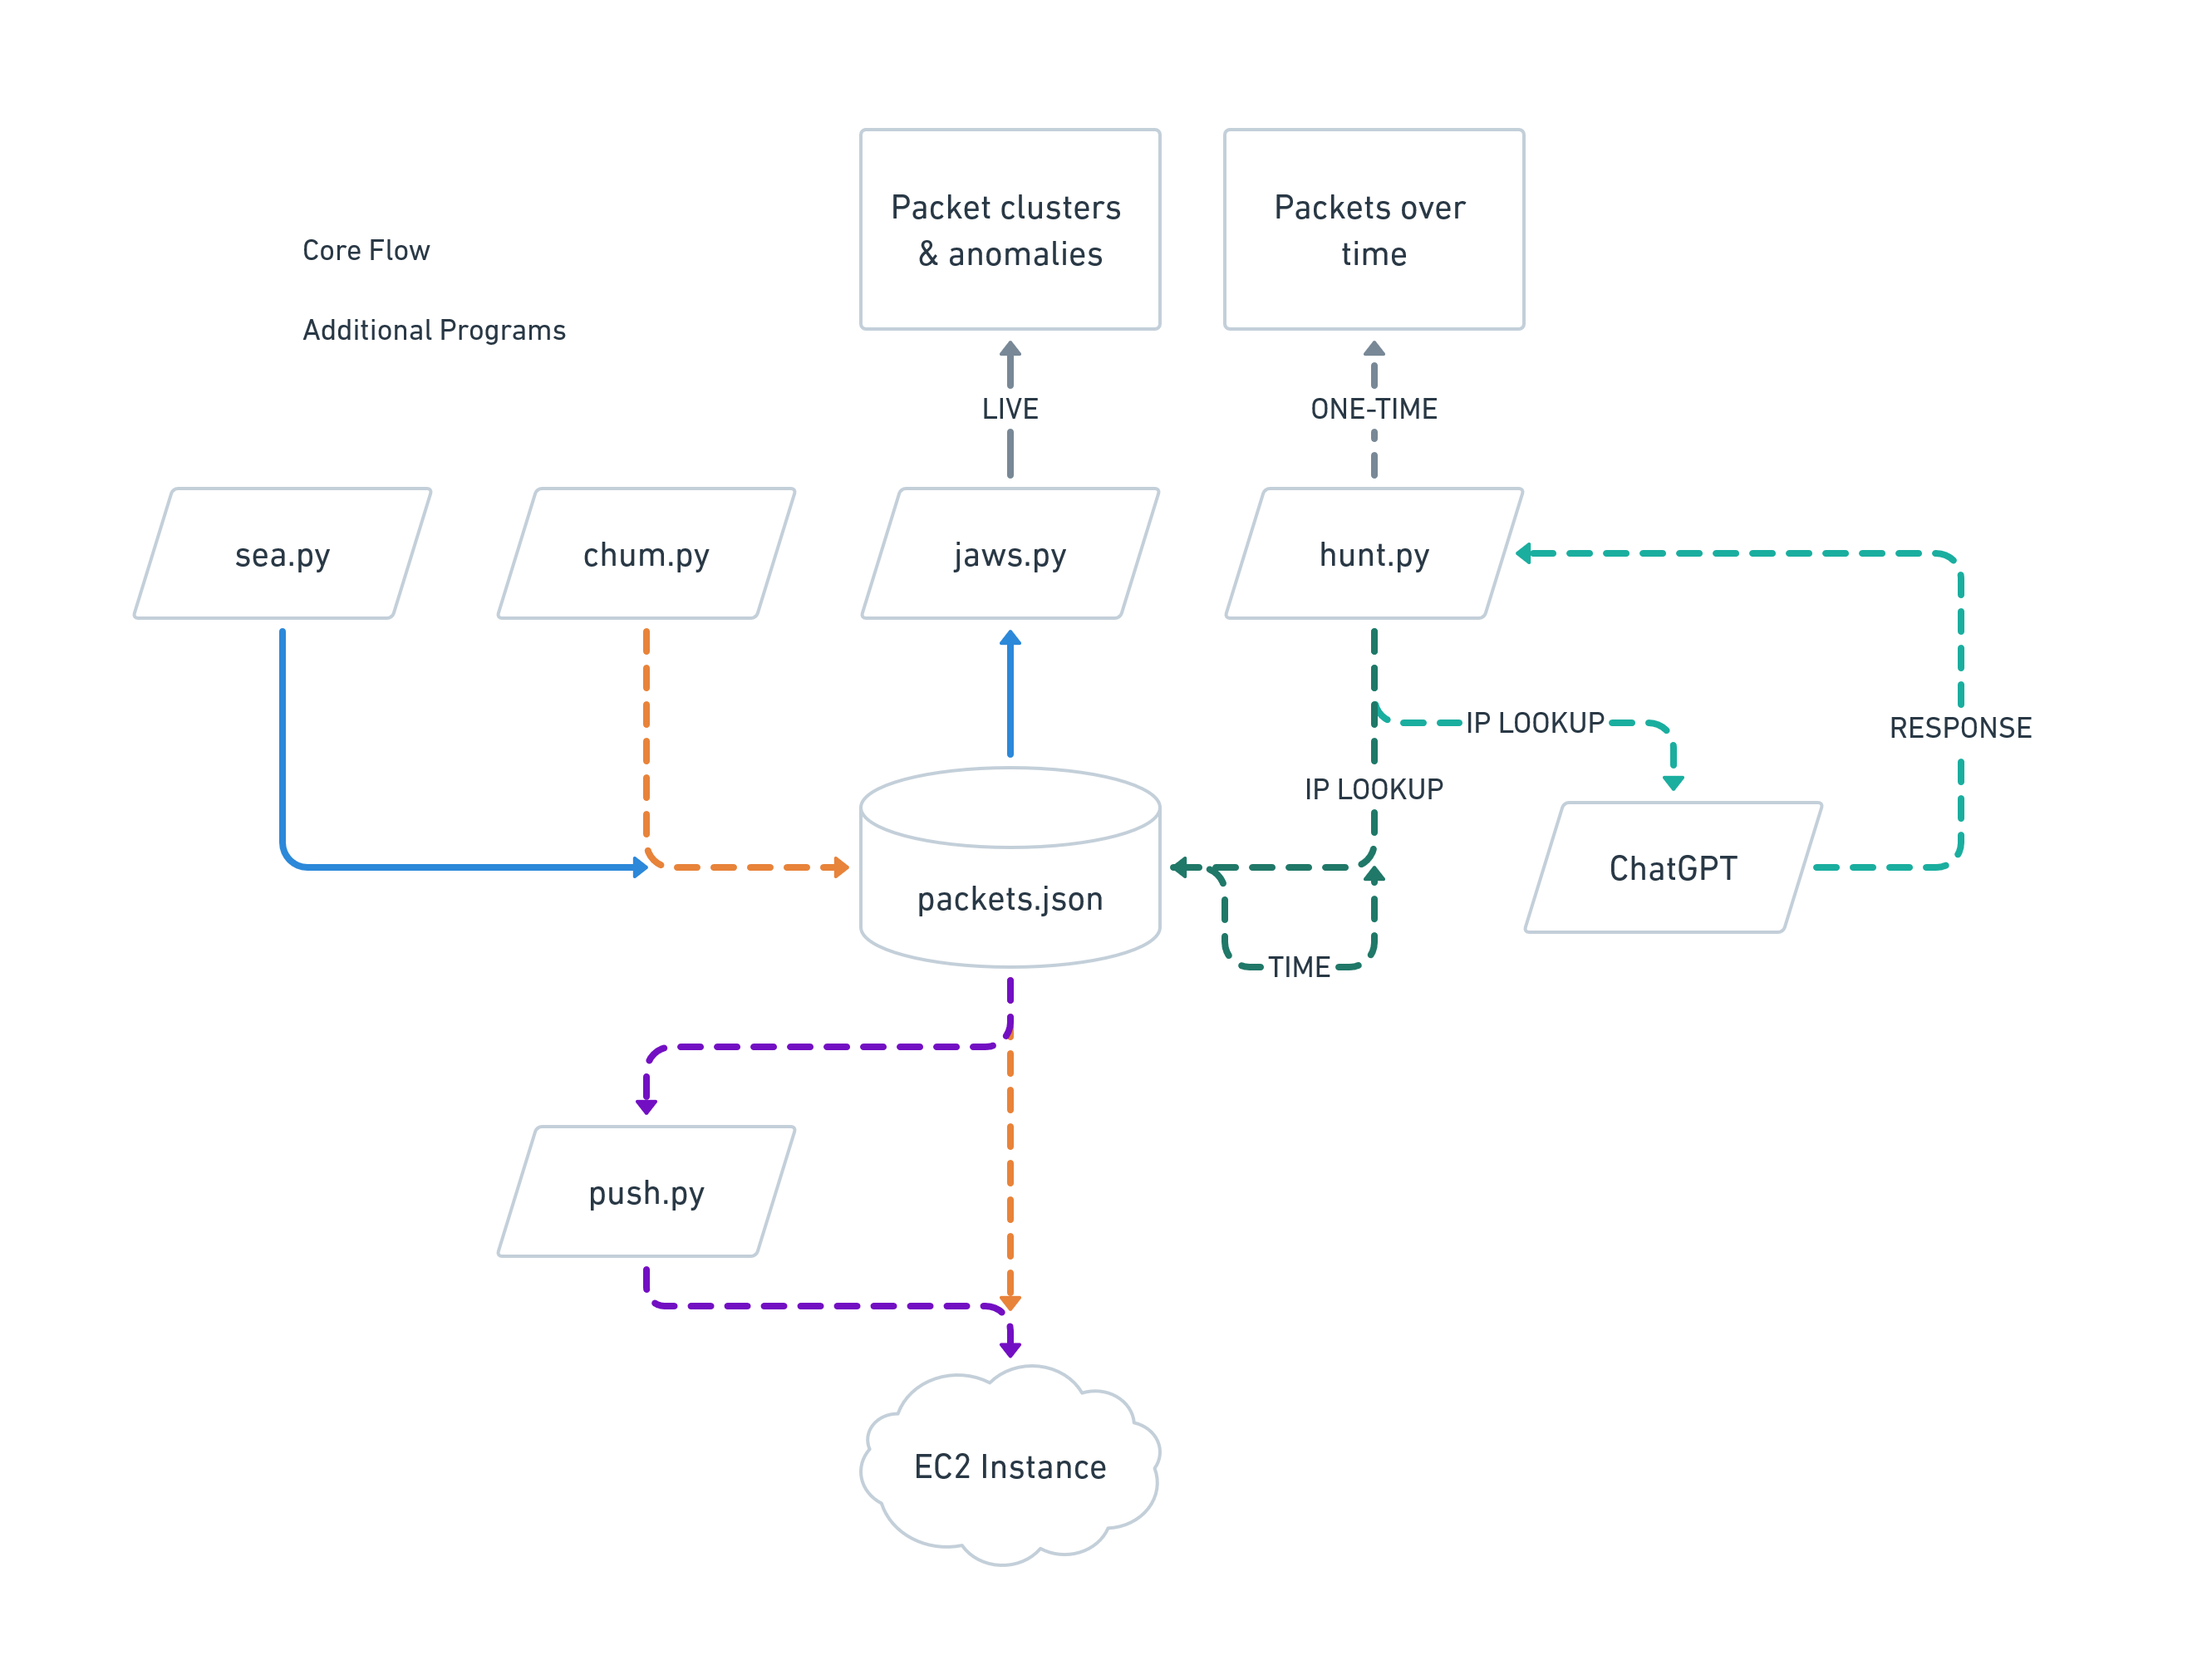 Packet clusters
& anomalies
Packets over
time
Core Flow
Additional Programs
LIVE
ONE-TIME
sea.py
chum.py
jaws.py
hunt.py
IP LOOKUP
RESPONSE
IP LOOKUP
ChatGPT
packets.json
TIME
push.py
EC2 Instance